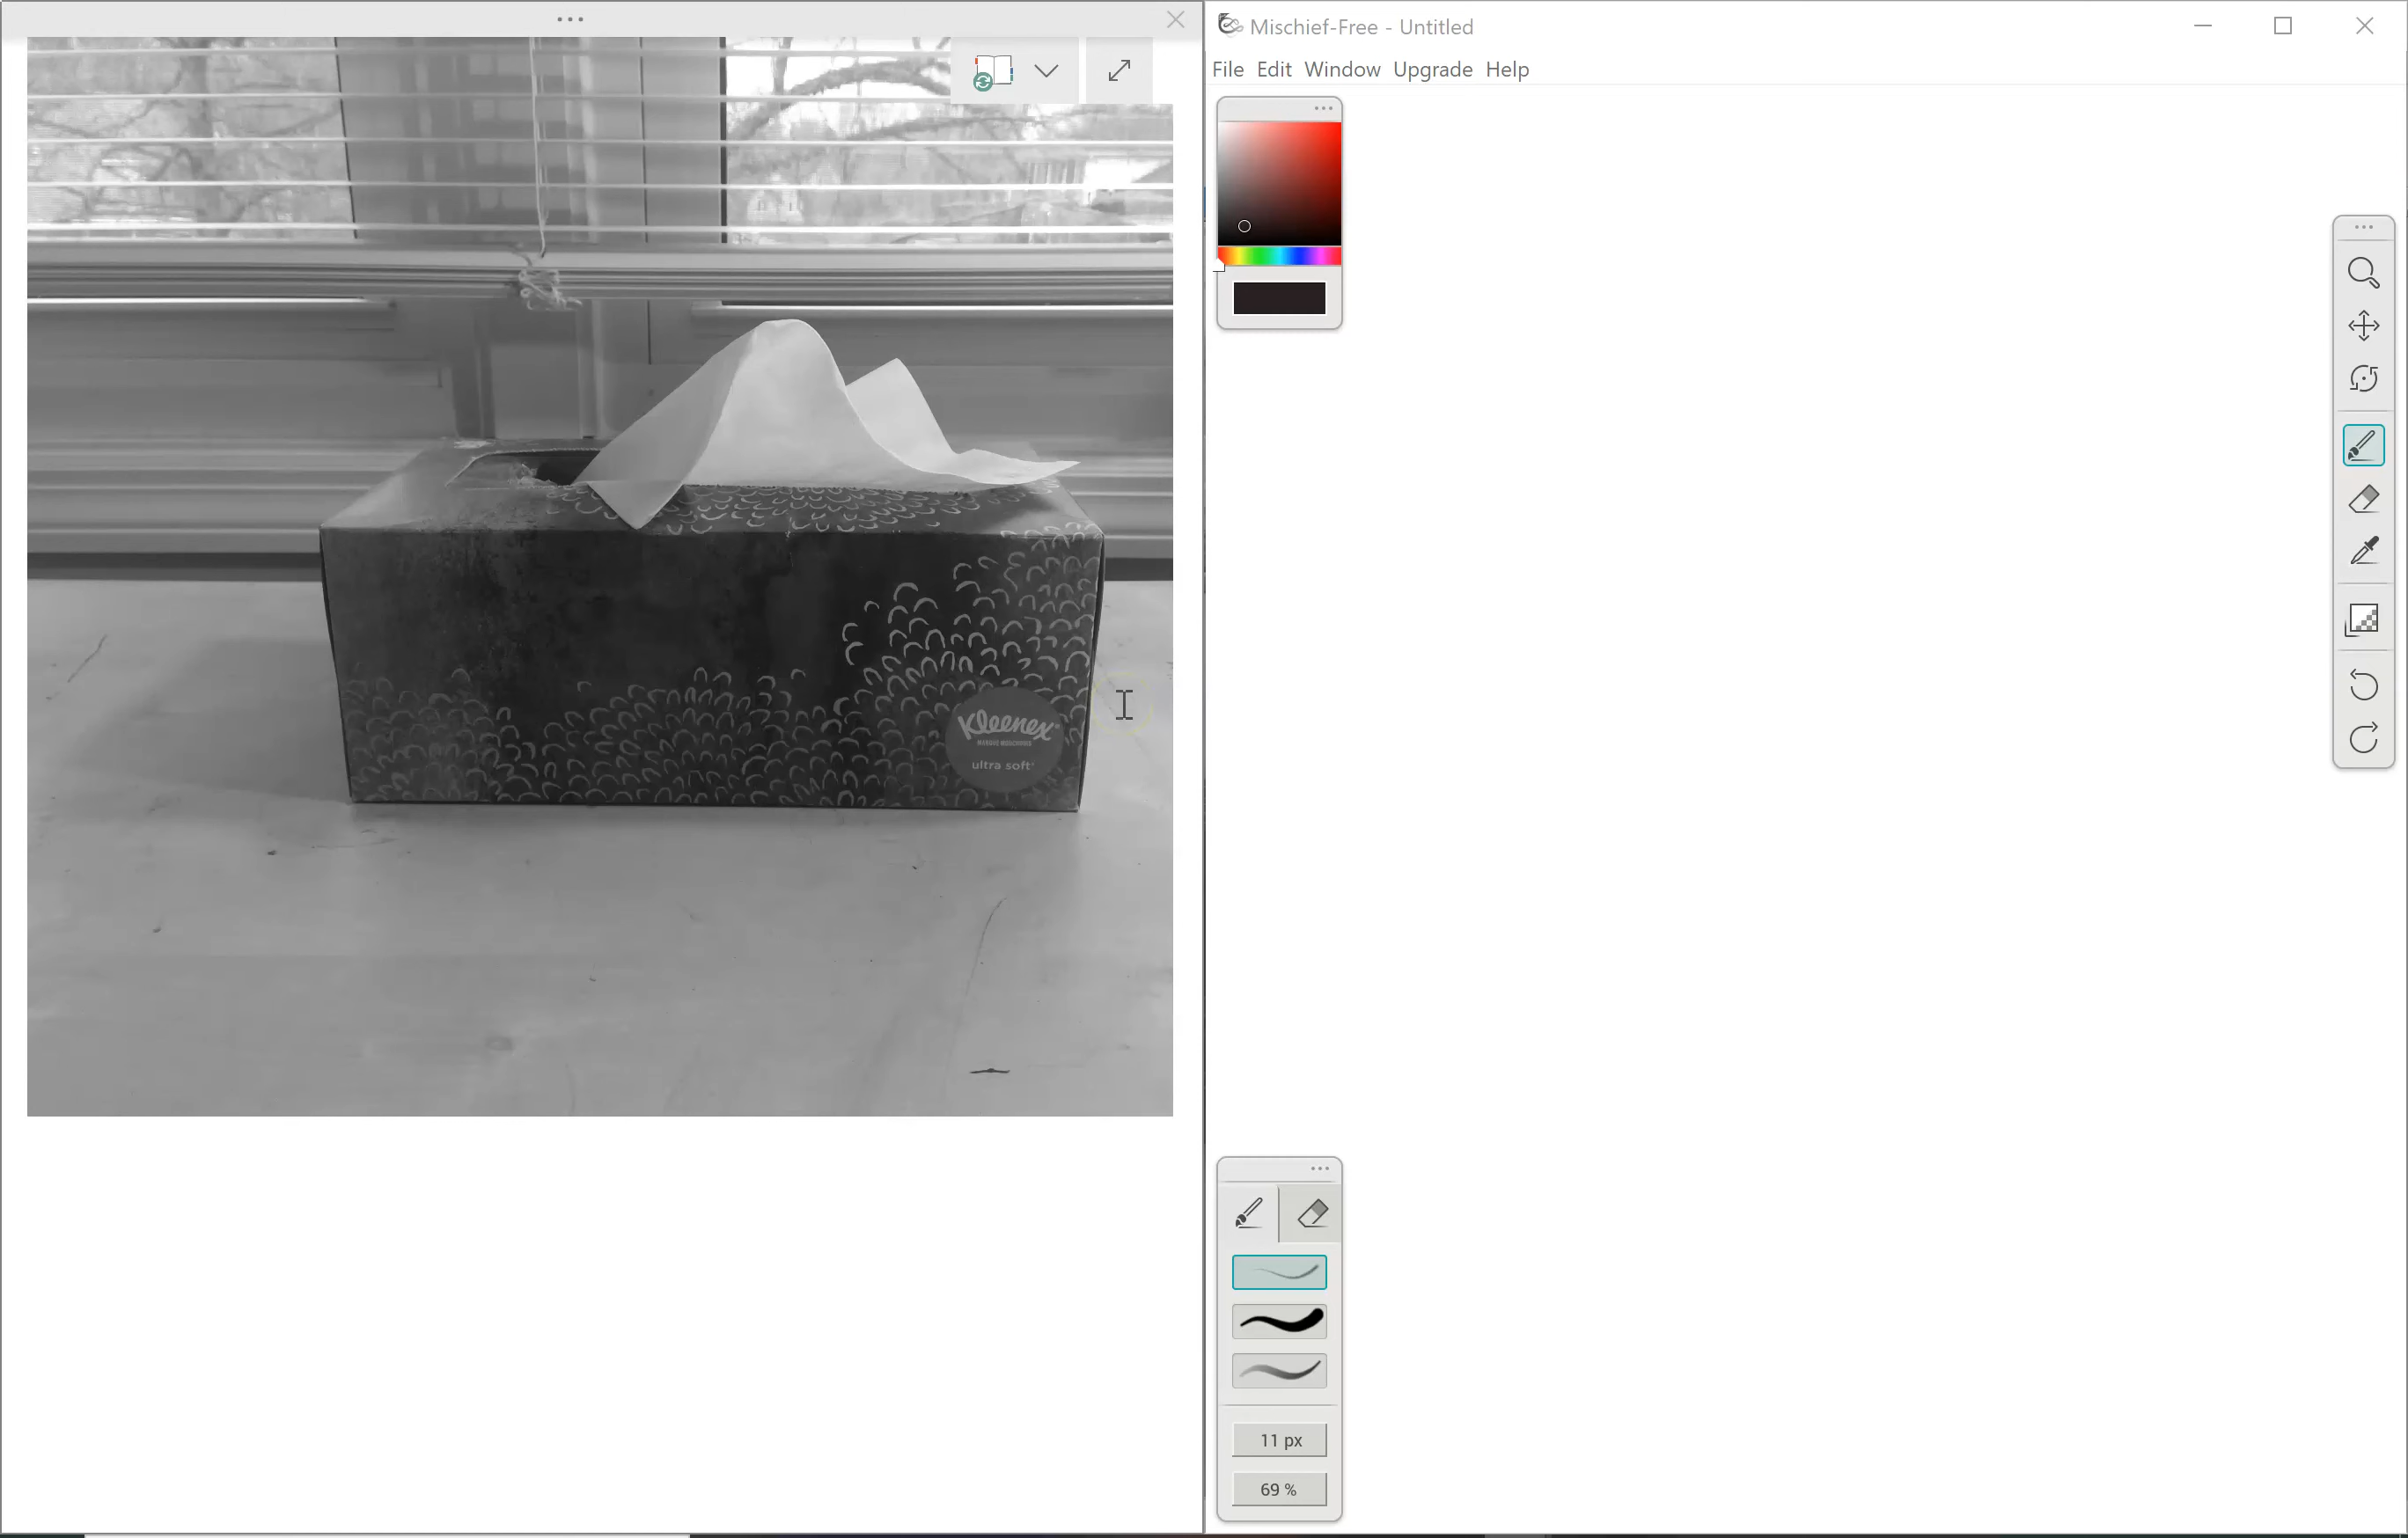 Mischief-Free - Untitled
File Edit Window Upgrade Help
Kleenex
ultra soft
11 px
69 %